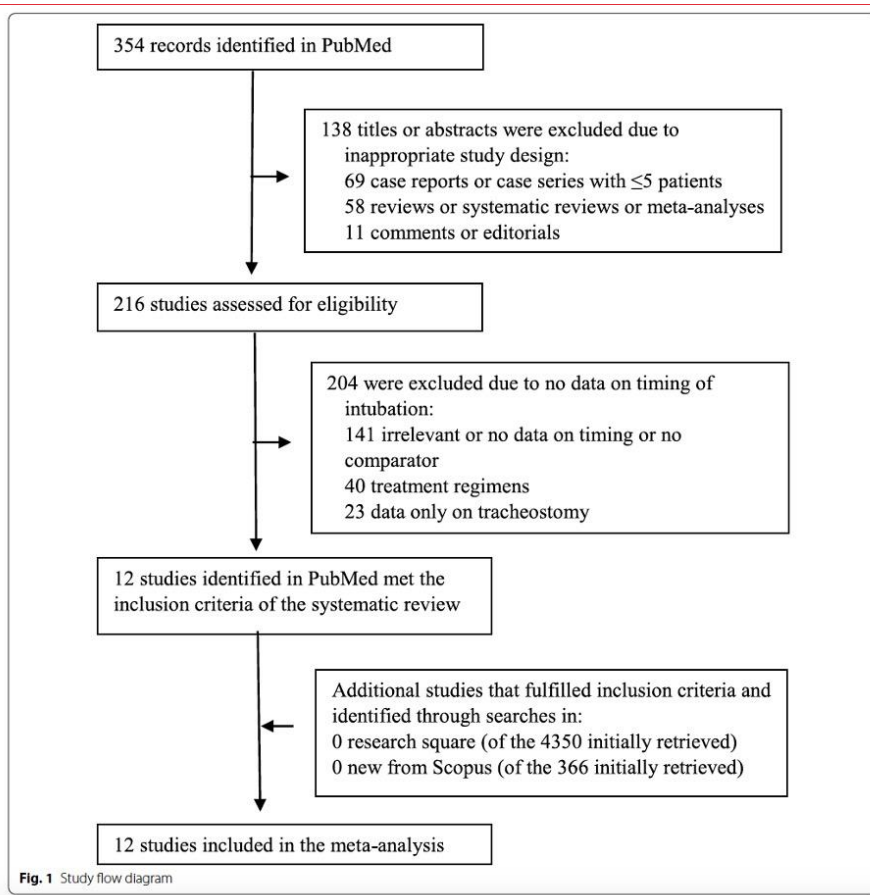 354 records identified in PubMed
138 titles or abstracts were excluded due to
inappropriate study design:
69 case reports or case series with ≤5 patients
58 reviews or systematic reviews or meta-analyses
11 comments or editorials
216 studies assessed for eligibility
204 were excluded due to no data on timing of
intubation:
141 irrelevant or no data on timing or no
comparator
40 treatment regimens
23 data only on tracheostomy
12 studies identified in PubMed met the
inclusion criteria of the systematic review
Additional studies that fulfilled inclusion criteria and
identified through searches in:
0 research square (of the 4350 initially retrieved)
0 new from Scopus (of the 366 initially retrieved)
12 studies included in the meta-analysis
Fig. 1 Study flow diagram